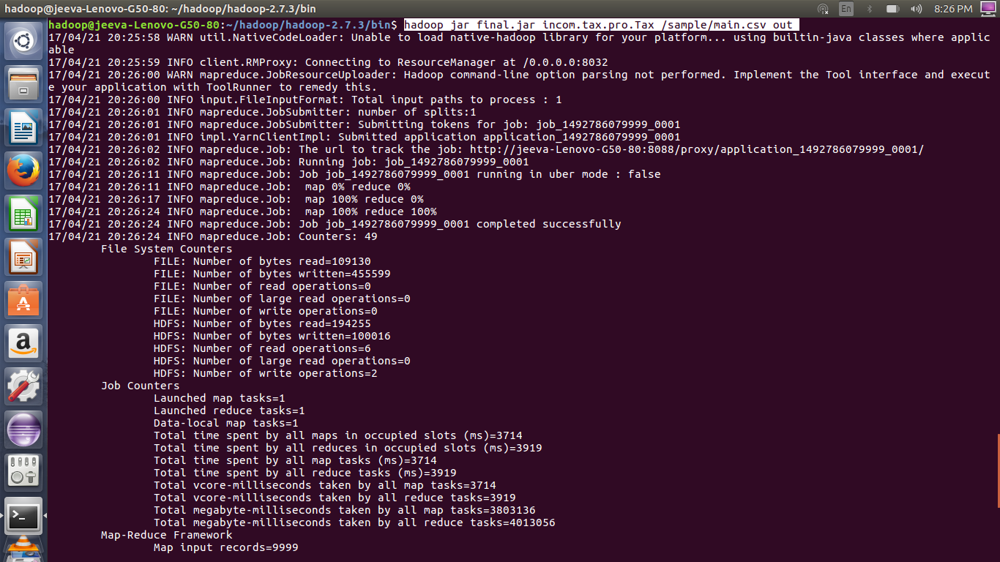 hadoop@jeeva-Lenovo-G50-80: ~/hadoop/hadoop-2.7.3/bin
En
8:26 PM
hadoop@jeeva-Lenovo-G50-80:~/hadoop/hadoop-2.7.3/bin$ hadoop jar final.jar incom.tax.pro.Tax /sample/main.csv out
17/04/21 20:25:58 WARN util.NativeCodeLoader: Unable to load native-hadoop library for your platform... using builtin-java classes where applic
able
17/04/21 20:25:59 INFO client.RMProxy: Connecting to ResourceManager at /0.0.0.0:8032
17/04/21 20:26:00 WARN mapreduce.JobResourceUploader: Hadoop command-line option parsing not performed. Implement the Tool interface and execut
e your application with ToolRunner to remedy this.
17/04/21 20:26:00 INFO input.FileInputFormat: Total input paths to process : 1
17/04/21 20:26:01 INFO mapreduce.JobSubmitter: number of splits:1
17/04/21 20:26:01 INFO mapreduce.JobSubmitter: Submitting tokens for job: job_1492786079999_0001
17/04/21 20:26:01 INFO impl.YarnClientImpl: Submitted application application_1492786079999_0001
17/04/21 20:26:02 INFO mapreduce.Job: The url to track the job: http://jeeva-Lenovo-G50-80:8088/proxy/application_1492786079999_0001/
17/04/21 20:26:02 INFO mapreduce.Job: Running job: job_1492786079999_0001
17/04/21 20:26:11 INFO mapreduce.Job: Job job_1492786079999_0001 running in uber mode : false
17/04/21 20:26:11 INFO mapreduce.Job:  map 0% reduce 0%
17/04/21 20:26:17 INFO mapreduce.Job:  map 100% reduce 0%
17/04/21 20:26:24 INFO mapreduce.Job:  map 100% reduce 100%
17/04/21 20:26:24 INFO mapreduce.Job: Job job_1492786079999_0001 completed successfully
17/04/21 20:26:24 INFO mapreduce.Job: Counters: 49
File System Counters
FILE: Number of bytes read=109130
FILE: Number of bytes written=455599
FILE: Number of read operations=0
FILE: Number of large read operations=0
FILE: Number of write operations=0
HDFS: Number of bytes read=194255
HDFS: Number of bytes written=100016
HDFS: Number of read operations=6
HDFS: Number of large read operations=0
HDFS: Number of write operations=2
Job Counters
Launched map tasks=1
Launched reduce tasks=1
Data-local map tasks=1
Total time spent by all maps in occupied slots (ms)=3714
Total time spent by all reduces in occupied slots (ms)=3919
Total time spent by all map tasks (ms)=3714
Total time spent by all reduce tasks (ms)=3919
Total vcore-milliseconds taken by all map tasks=3714
Total vcore-milliseconds taken by all reduce tasks=3919
Total megabyte-milliseconds taken by all map tasks=3803136
Total megabyte-milliseconds taken by all reduce tasks=4013056
Map-Reduce Framework
Map input records=9999